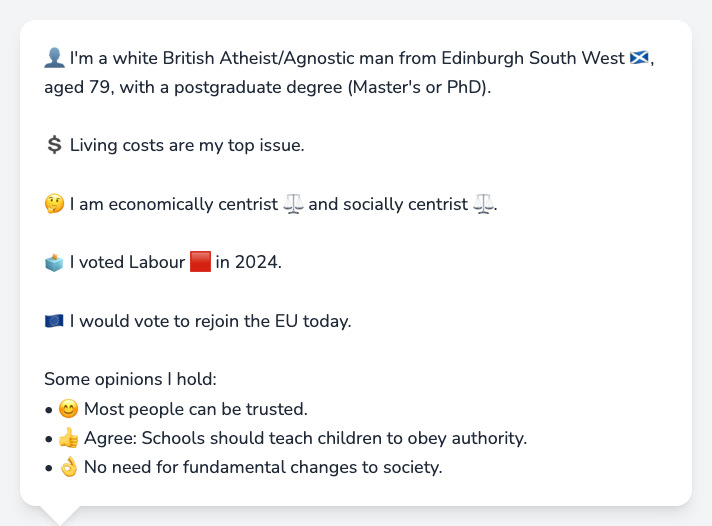 👤 I'm a white British Atheist/Agnostic man from Edinburgh South West 🏴󠁧󠁢󠁳󠁣󠁴󠁿,
aged 79, with a postgraduate degree (Master's or PhD).
💲 Living costs are my top issue.
🤔 I am economically centrist ⚖️ and socially centrist ⚖️.
🗳️ I voted Labour 🟥 in 2024.
🇪🇺 I would vote to rejoin the EU today.
Some opinions I hold:
• 😊 Most people can be trusted.
• 👍 Agree: Schools should teach children to obey authority.
• 👌 No need for fundamental changes to society.